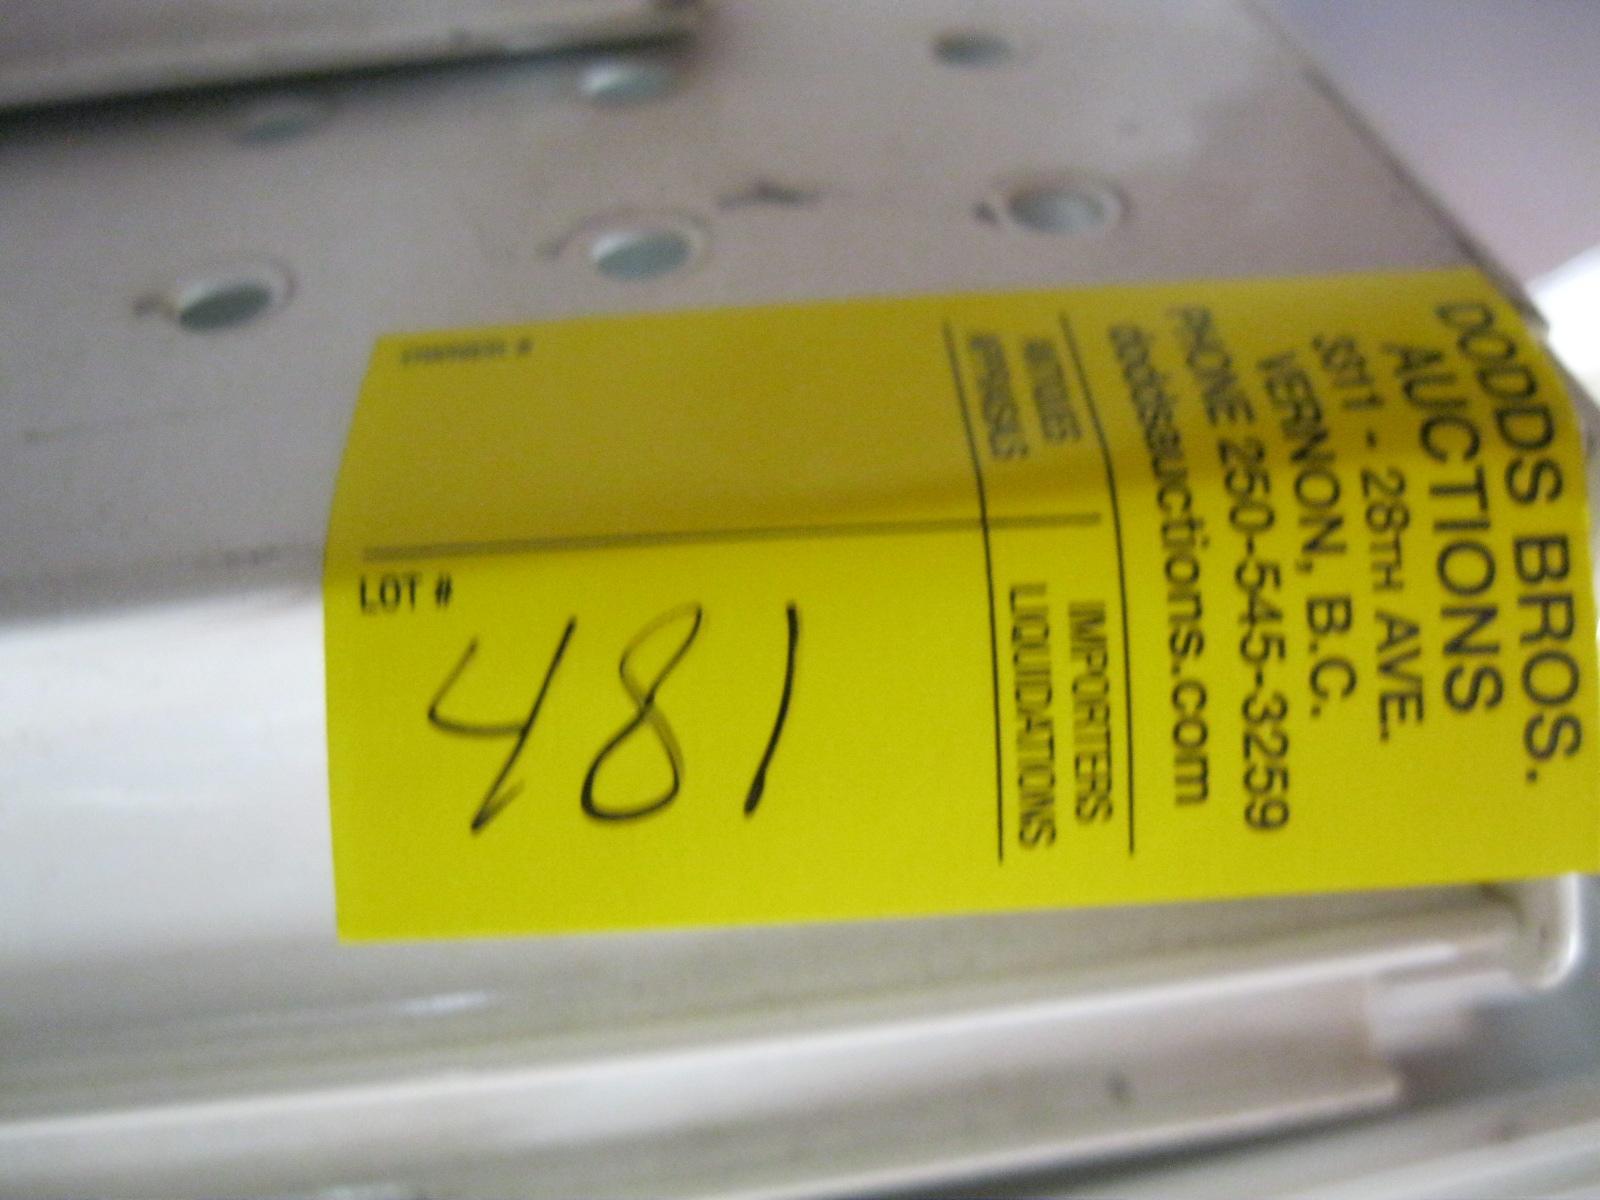 DODDS BROS.
AUCTIONS
3311 - 28TH AVE.
VERNON, B.C.
PHONE 250-545-3259
doddsauctions.com
ANTIQUES IMPORTERS
APPRAISALS LIQUIDATIONS
LOT #
481